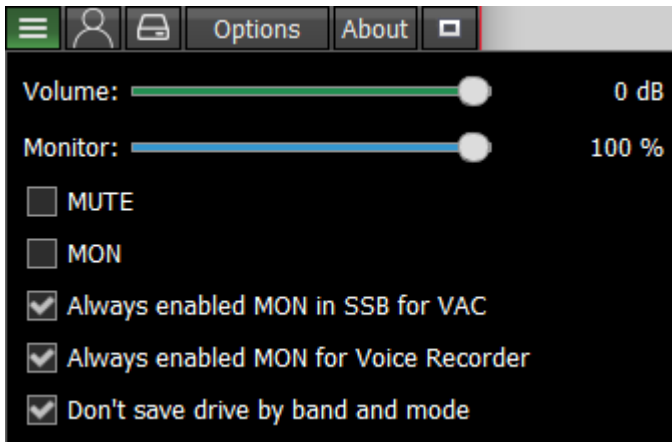 Options About
Volume: 0 dB
Monitor: 100 %
MUTE
MON
Always enabled MON in SSB for VAC
Always enabled MON for Voice Recorder
Don't save drive by band and mode